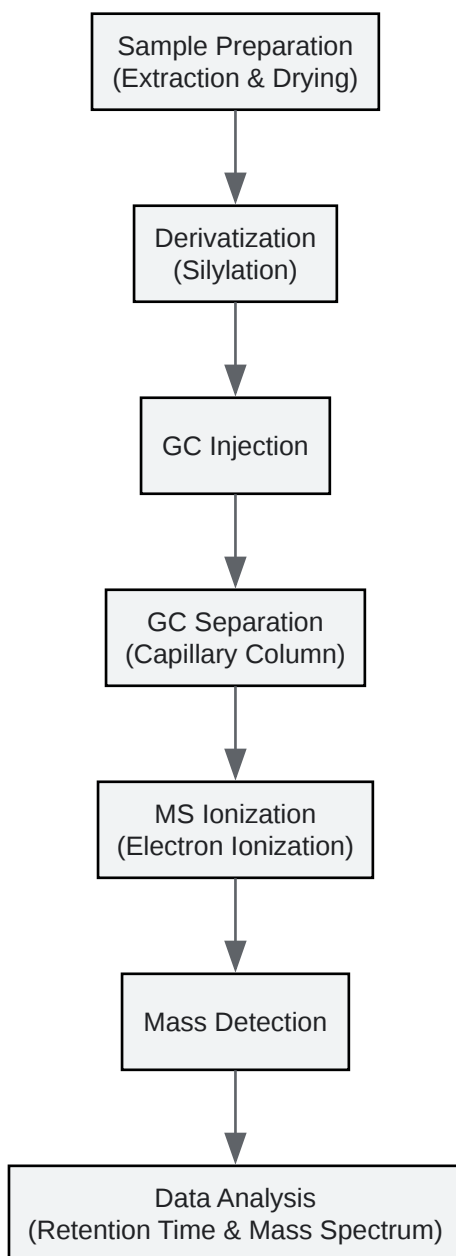 Sample Preparation
(Extraction & Drying)
Derivatization
(Silylation)
GC Injection
GC Separation
(Capillary Column)
MS Ionization
(Electron Ionization)
Mass Detection
Data Analysis
(Retention Time & Mass Spectrum)